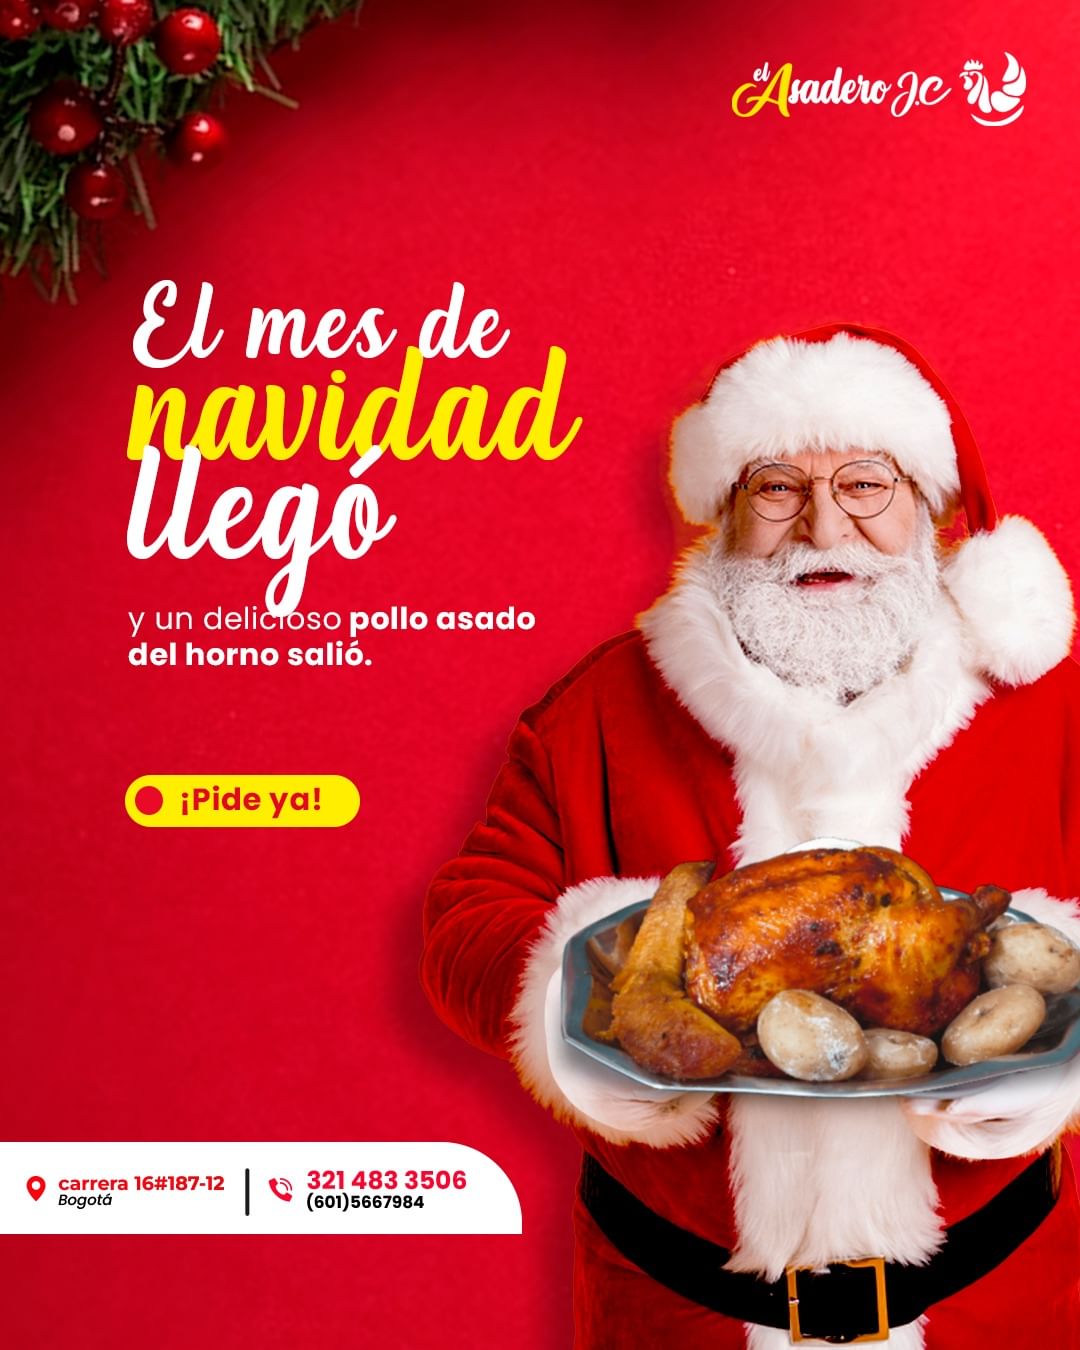 el Asadero J.C
El mes de
navidad
llegó
y un delicioso pollo asado
del horno salió.
¡Pide ya!
carrera 16#187-12
Bogotá
321 483 3506
(601)5667984